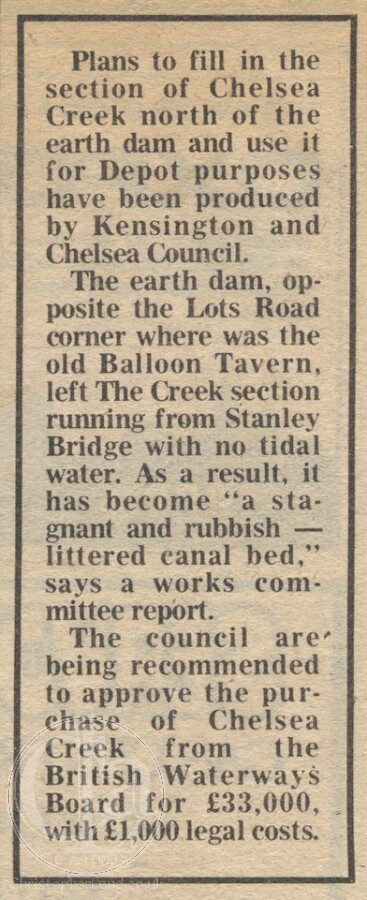 Plans to fill in the
section of Chelsea
Creek north of the
earth dam and use it
for Depot purposes
have been produced
by Kensington and
Chelsea Council.
The earth dam, op-
posite the Lots Road
corner where was the
old Balloon Tavern,
left The Creek section
running from Stanley
Bridge with no tidal
water. As a result, it
has become “a sta-
gnant and rubbish —
littered canal bed,”
says a works com-
mittee report.
The council are
being recommended
to approve the pur-
chase of Chelsea
Creek from the
British Waterways
Board for £33,000,
with £1,000 legal costs.